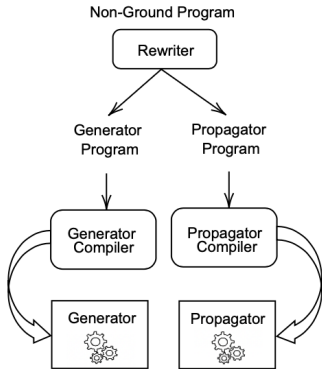 Non-Ground Program
Rewriter
Generator
Program
Propagator
Program
Generator
Compiler
Propagator
Compiler
Generator
Propagator